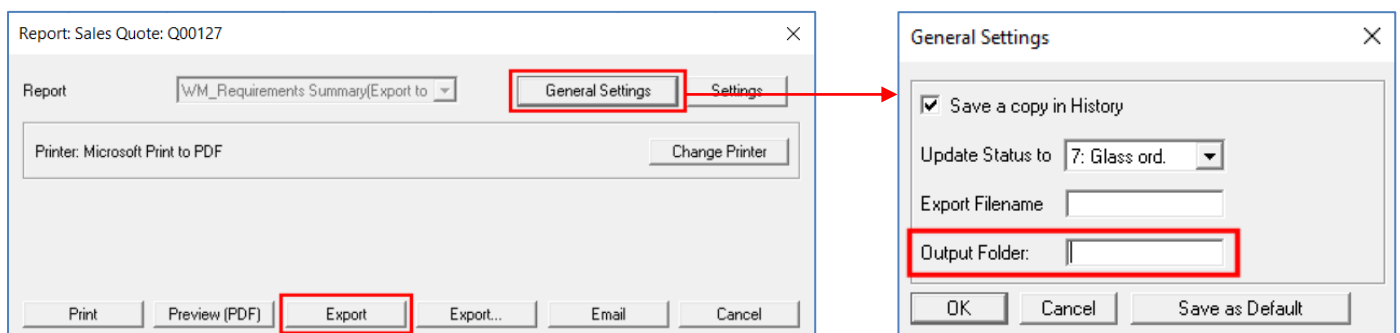 Report: Sales Quote: Q00127
Report WM_Requirements Summary(Export to General Settings Settings
Printer: Microsoft Print to PDF Change Printer
Print Preview (PDF) Export Export... Email Cancel
General Settings
Save a copy in History
Update Status to 7: Glass ord.
Export Filename
Output Folder:
OK Cancel Save as Default